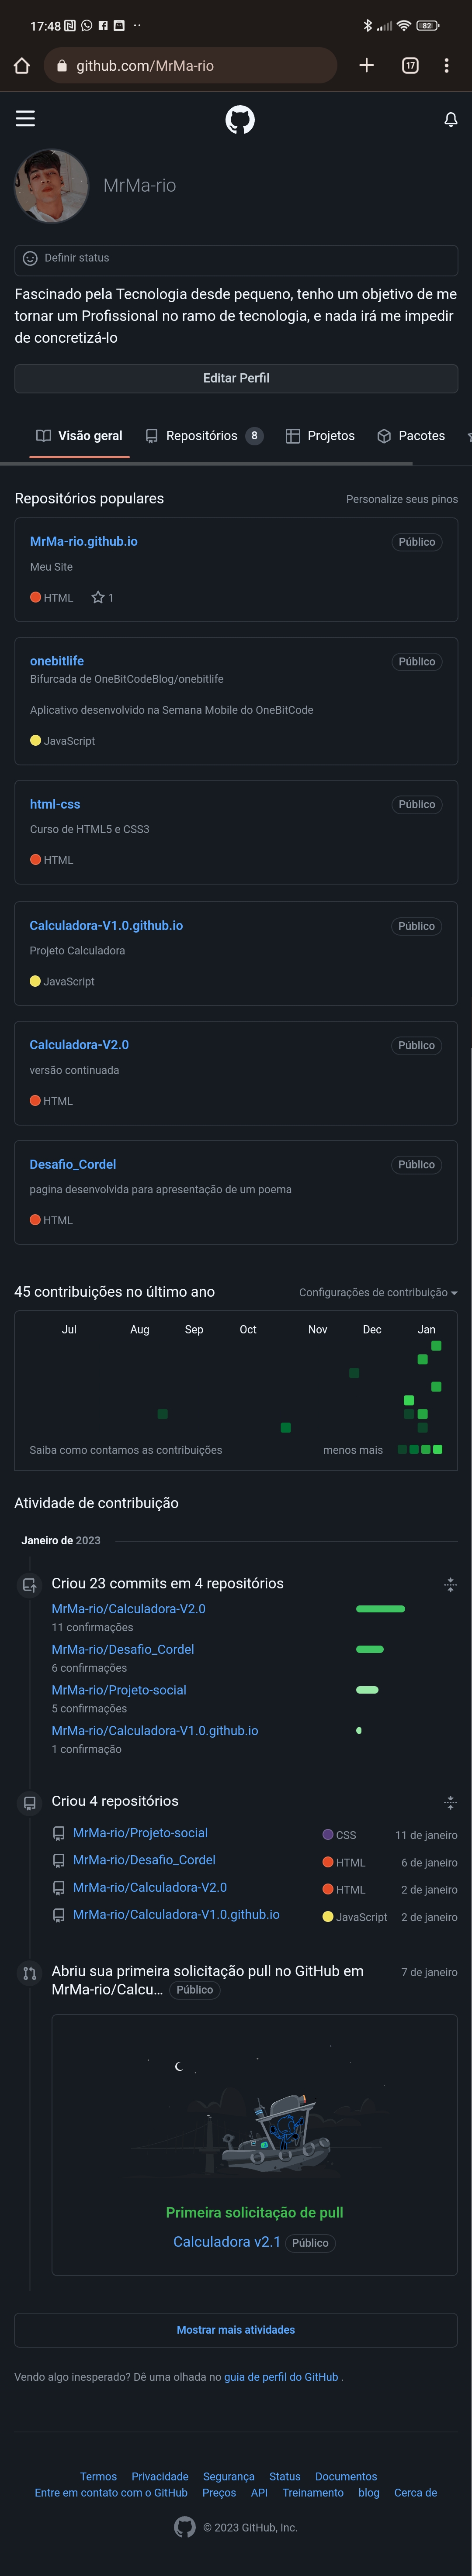 17:48
82
github.com/MrMa-rio
17
MrMa-rio
Definir status
Fascinado pela Tecnologia desde pequeno, tenho um objetivo de me
tornar um Profissional no ramo de tecnologia, e nada irá me impedir
de concretizá-lo
Editar Perfil
Visão geral Repositórios 8 Projetos Pacotes
Repositórios populares Personalize seus pinos
MrMa-rio.github.io Público
Meu Site
HTML 1
onebitlife Público
Bifurcada de OneBitCodeBlog/onebitlife
Aplicativo desenvolvido na Semana Mobile do OneBitCode
JavaScript
html-css Público
Curso de HTML5 e CSS3
HTML
Calculadora-V1.0.github.io Público
Projeto Calculadora
JavaScript
Calculadora-V2.0 Público
versão continuada
HTML
Desafio_Cordel Público
pagina desenvolvida para apresentação de um poema
HTML
45 contribuições no último ano Configurações de contribuição
Jul Aug Sep Oct Nov Dec Jan
Saiba como contamos as contribuições menos mais
Atividade de contribuição
Janeiro de 2023
Criou 23 commits em 4 repositórios
MrMa-rio/Calculadora-V2.0
11 confirmações
MrMa-rio/Desafio_Cordel
6 confirmações
MrMa-rio/Projeto-social
5 confirmações
MrMa-rio/Calculadora-V1.0.github.io
1 confirmação
Criou 4 repositórios
MrMa-rio/Projeto-social CSS 11 de janeiro
MrMa-rio/Desafio_Cordel HTML 6 de janeiro
MrMa-rio/Calculadora-V2.0 HTML 2 de janeiro
MrMa-rio/Calculadora-V1.0.github.io JavaScript 2 de janeiro
Abriu sua primeira solicitação pull no GitHub em 7 de janeiro
MrMa-rio/Calcu... Público
Primeira solicitação de pull
Calculadora v2.1 Público
Mostrar mais atividades
Vendo algo inesperado? Dê uma olhada no guia de perfil do GitHub .
Termos Privacidade Segurança Status Documentos
Entre em contato com o GitHub Preços API Treinamento blog Cerca de
© 2023 GitHub, Inc.